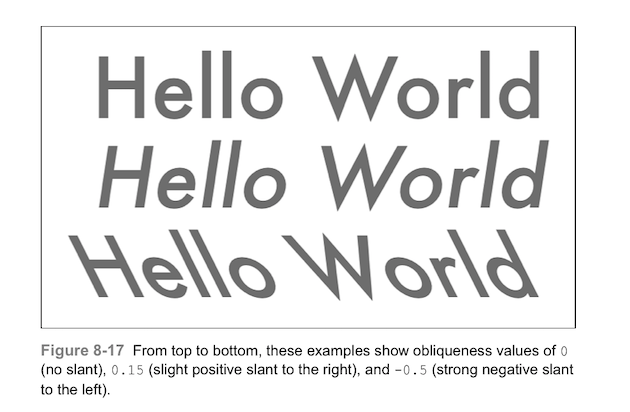 Hello World
Hello World
Hello World
Figure 8-17 From top to bottom, these examples show obliqueness values of 0
(no slant), 0.15 (slight positive slant to the right), and -0.5 (strong negative slant
to the left).